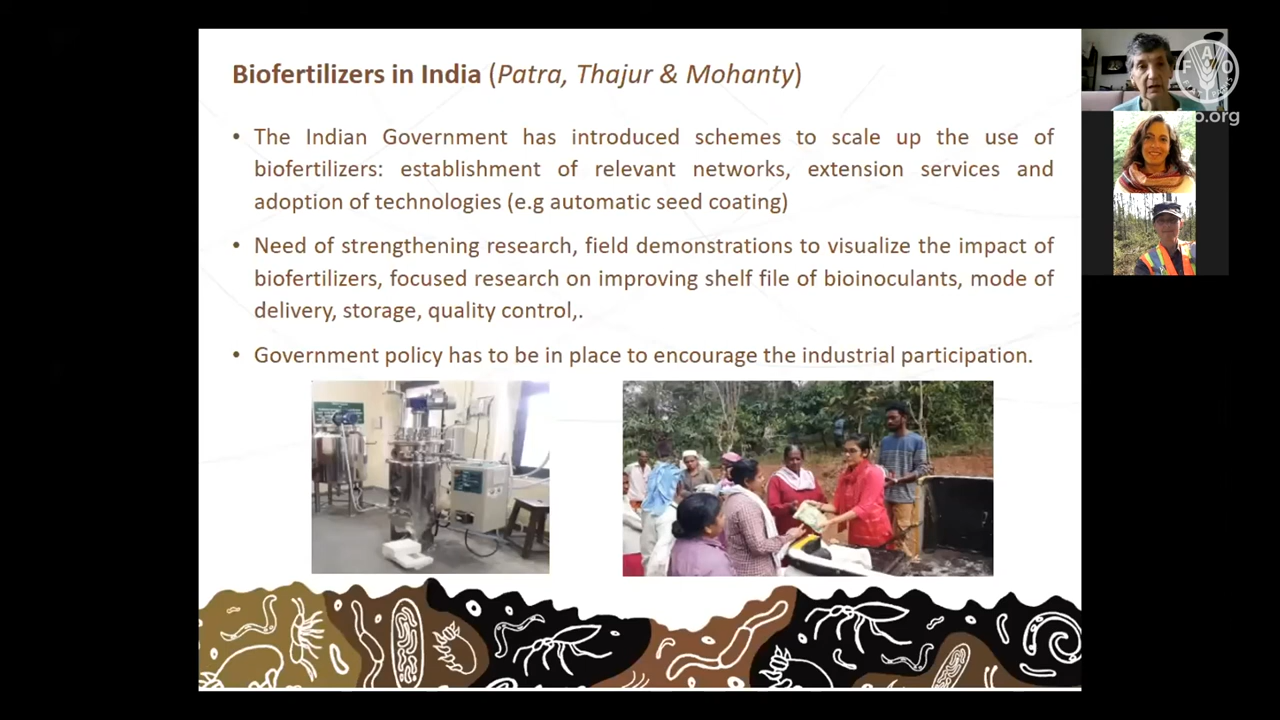 Biofertilizers in India (Patra, Thajur & Mohanty)
• The Indian Government has introduced schemes to scale up the use of
biofertilizers: establishment of relevant networks, extension services and
adoption of technologies (e.g automatic seed coating)
• Need of strengthening research, field demonstrations to visualize the impact of
biofertilizers, focused research on improving shelf file of bioinoculants, mode of
delivery, storage, quality control,.
• Government policy has to be in place to encourage the industrial participation.
F A O